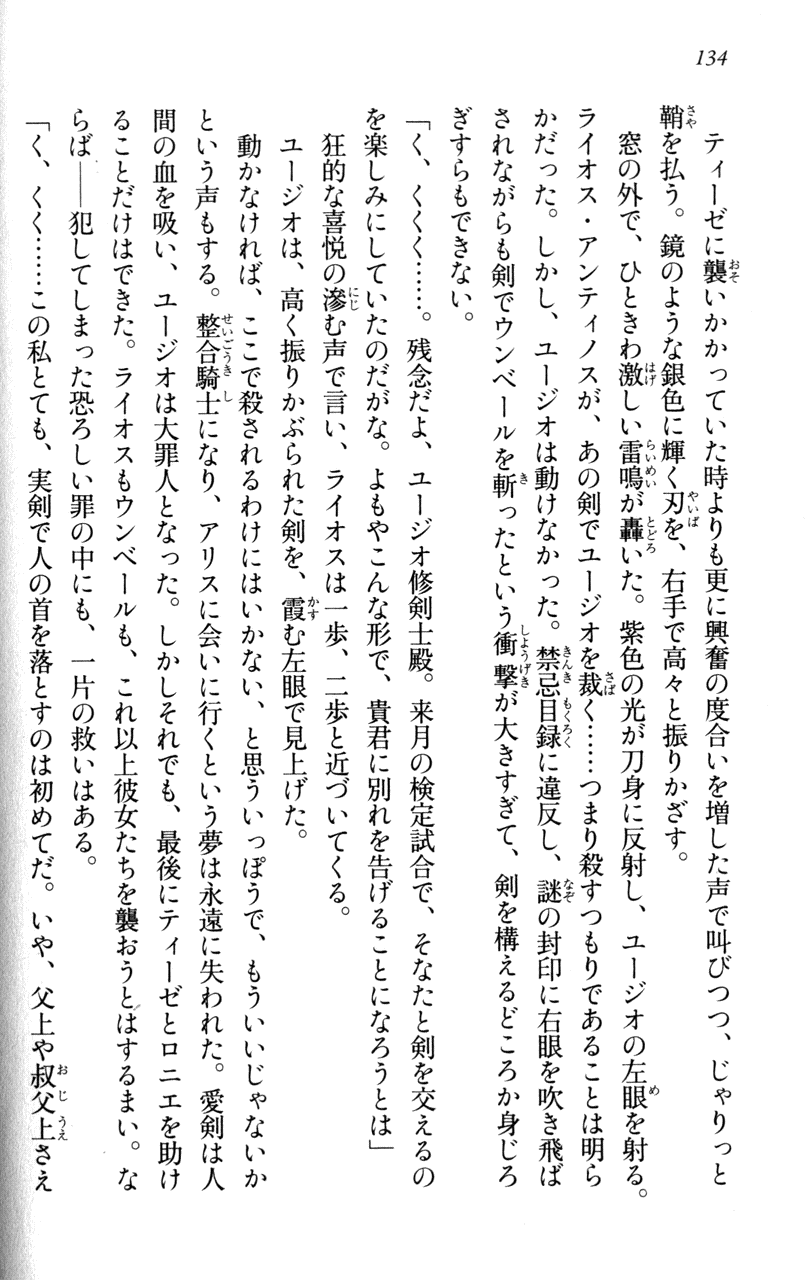 134
ティーゼに襲いかかっていた時よりも更に興奮の度合いを増した声で叫びつつ、じゃりっと
鞘を払う。鏡のような銀色に輝く刃を、右手で高々と振りかざす。
窓の外で、ひときわ激しい雷鳴が轟いた。紫色の光が刀身に反射し、ユージオの左眼を射る。
ライオス・アンティノスが、あの剣でユージオを裁く……つまり殺すつもりであることは明ら
かだった。しかし、ユージオは動けなかった。禁忌目録に違反し、謎の封印に右眼を吹き飛ば
されながらも剣でウンベールを斬ったという衝撃が大きすぎて、剣を構えるどころか身じろ
ぎすらもできない。
「く、くくく……。残念だよ、ユージオ修剣士殿。来月の検定試合で、そなたと剣を交えるの
を楽しみにしていたのだがな。よもやこんな形で、貴君に別れを告げることになろうとは」
狂的な喜悦の滲む声で言い、ライオスは一歩、二歩と近づいてくる。
ユージオは、高く振りかぶられた剣を、霞む左眼で見上げた。
動かなければ、ここで殺されるわけにはいかない、と思ういっぽうで、もういいじゃないか
という声もする。整合騎士になり、アリスに会いに行くという夢は永遠に失われた。愛剣は人
間の血を吸い、ユージオは大罪人となった。しかしそれでも、最後にティーゼとロニエを助け
ることだけはできた。ライオスもウンベールも、これ以上彼女たちを襲おうとはするまい。な
らば――犯してしまった恐ろしい罪の中にも、一片の救いはある。
「く、くく……この私とても、実剣で人の首を落とすのは初めてだ。いや、父上や叔父上さえ